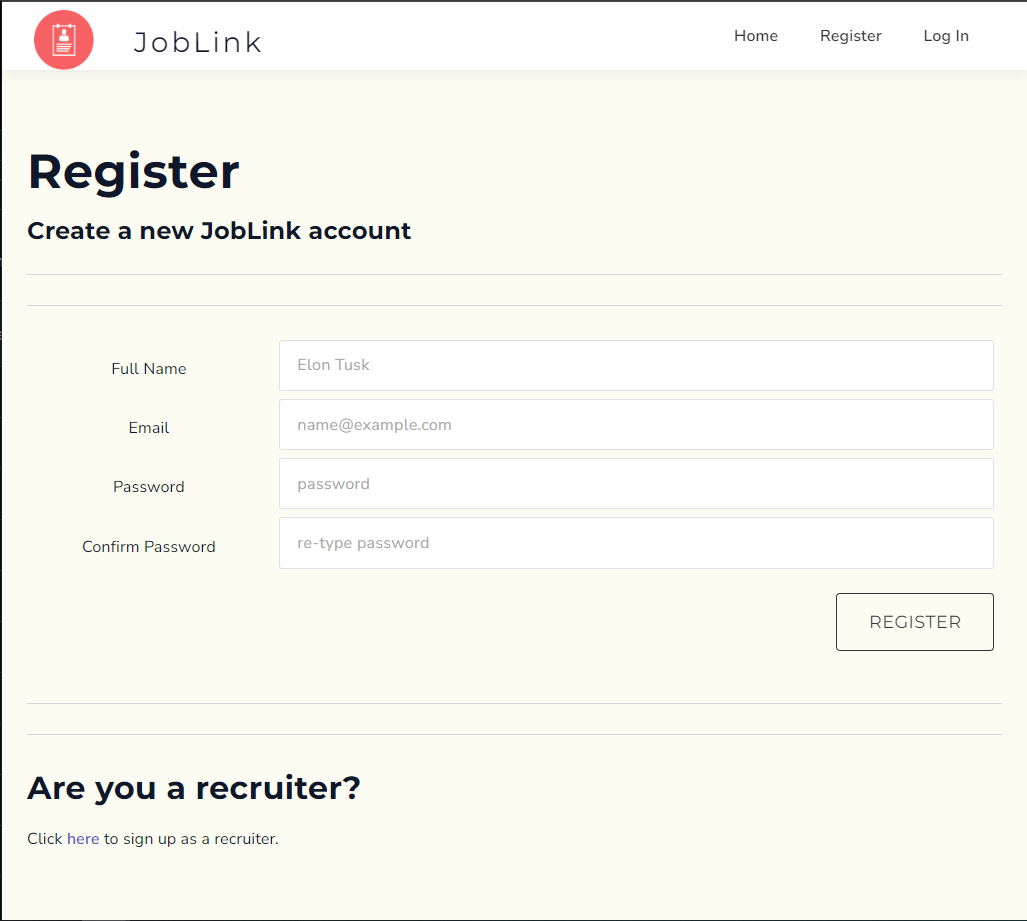 JobLink
Home Register Log In
Register
Create a new JobLink account
Full Name Elon Tusk
Email name@example.com
Password password
Confirm Password re-type password
REGISTER
Are you a recruiter?
Click here to sign up as a recruiter.